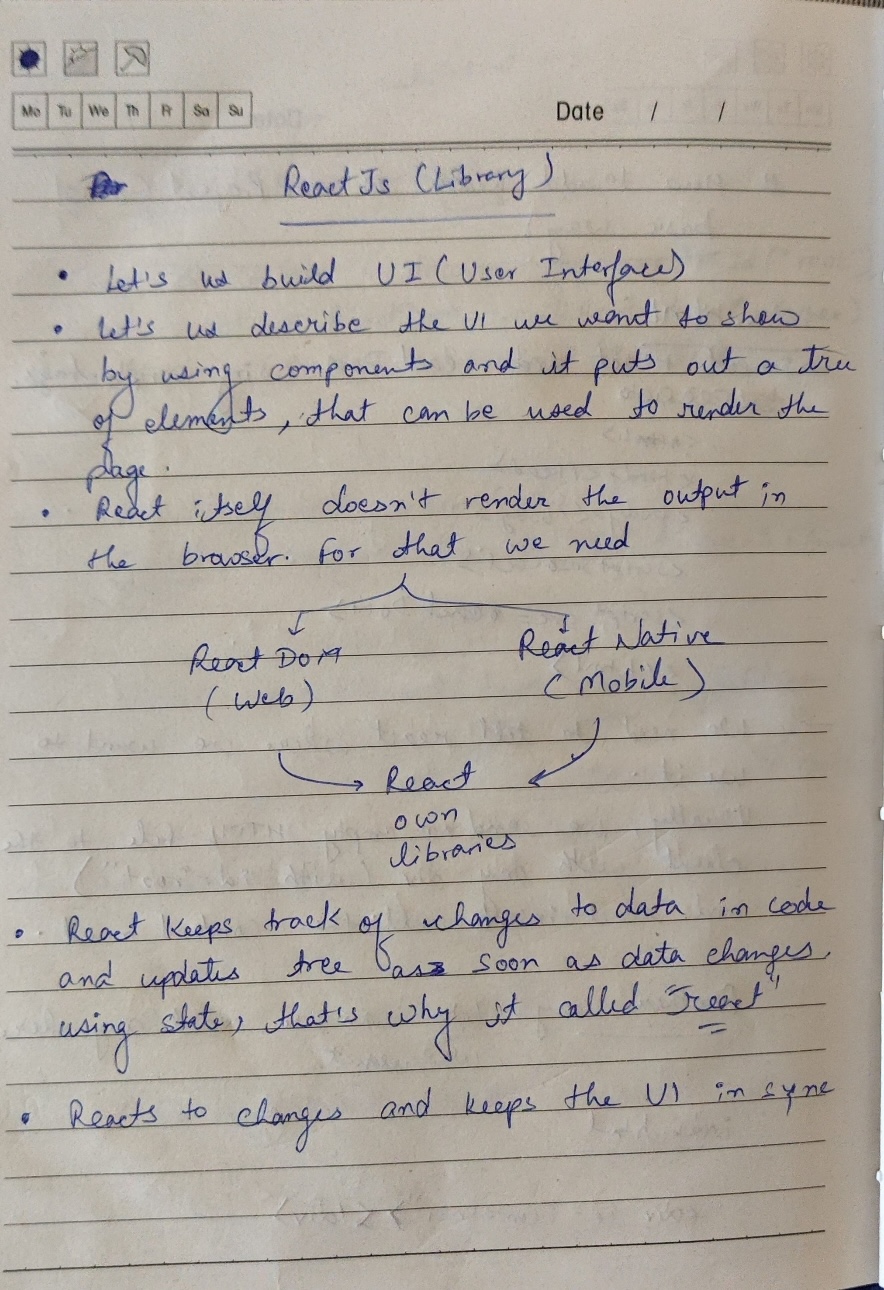 Mo Tu We Th Fr Sa Su
Date / /
React Js (Library)
• Let's us build UI (User Interface)
• Let's us describe the UI we want to show
by using components and it puts out a tree
of elements, that can be used to render the
page.
• React itself doesn't render the output in
the browser. For that we need
React DOM
(Web)
React Native
(Mobile)
React
own
libraries
• React keeps track of changes to data in code
and updates tree as soon as data changes,
using state, that's why it called "react"
• Reacts to changes and keeps the UI in sync